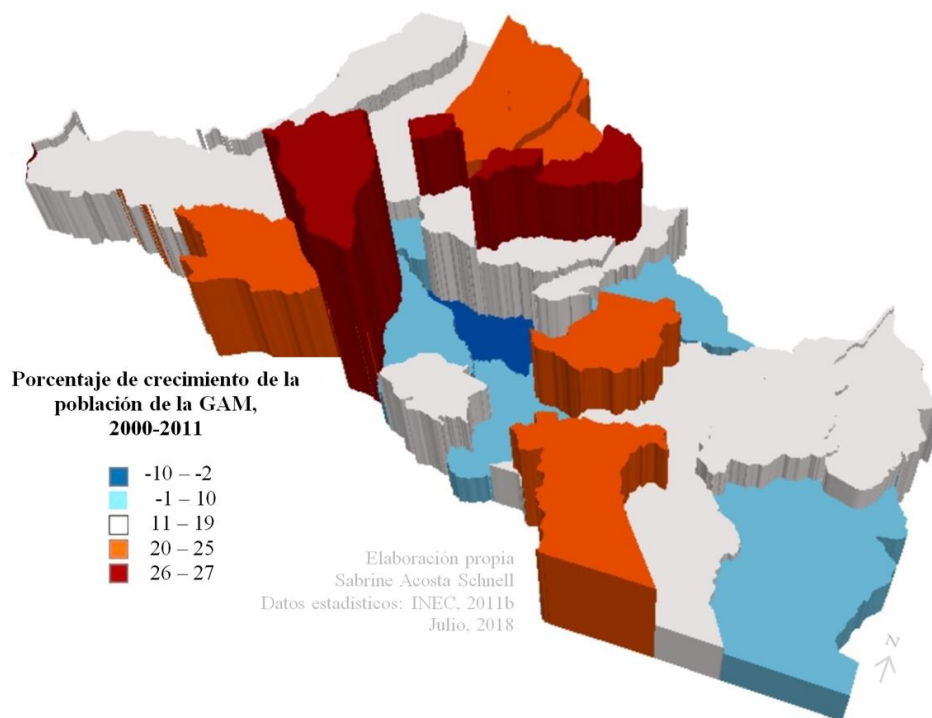 Porcentaje de crecimiento de la
población de la GAM,
2000-2011
-10 – -2
-1 – 10
11 – 19
20 – 25
26 – 27
Elaboración propia
Sabrine Acosta Schnell
Datos estadísticos: INEC, 2011b
Julio, 2018
N